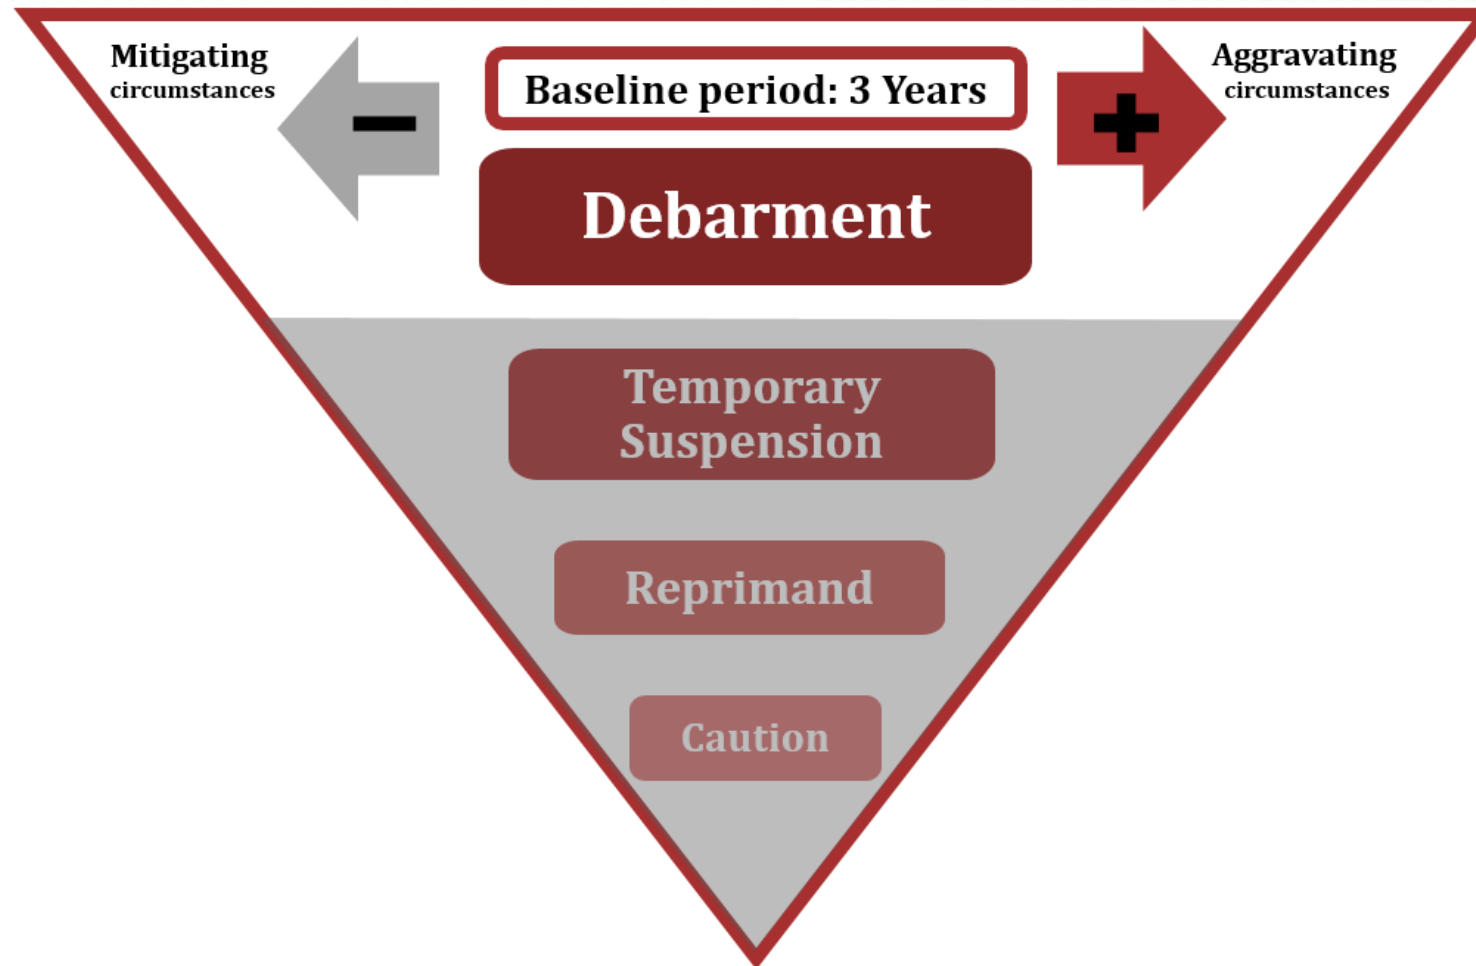 Mitigating
circumstances
Baseline period: 3 Years
Aggravating
circumstances
Debarment
Temporary
Suspension
Reprimand
Caution